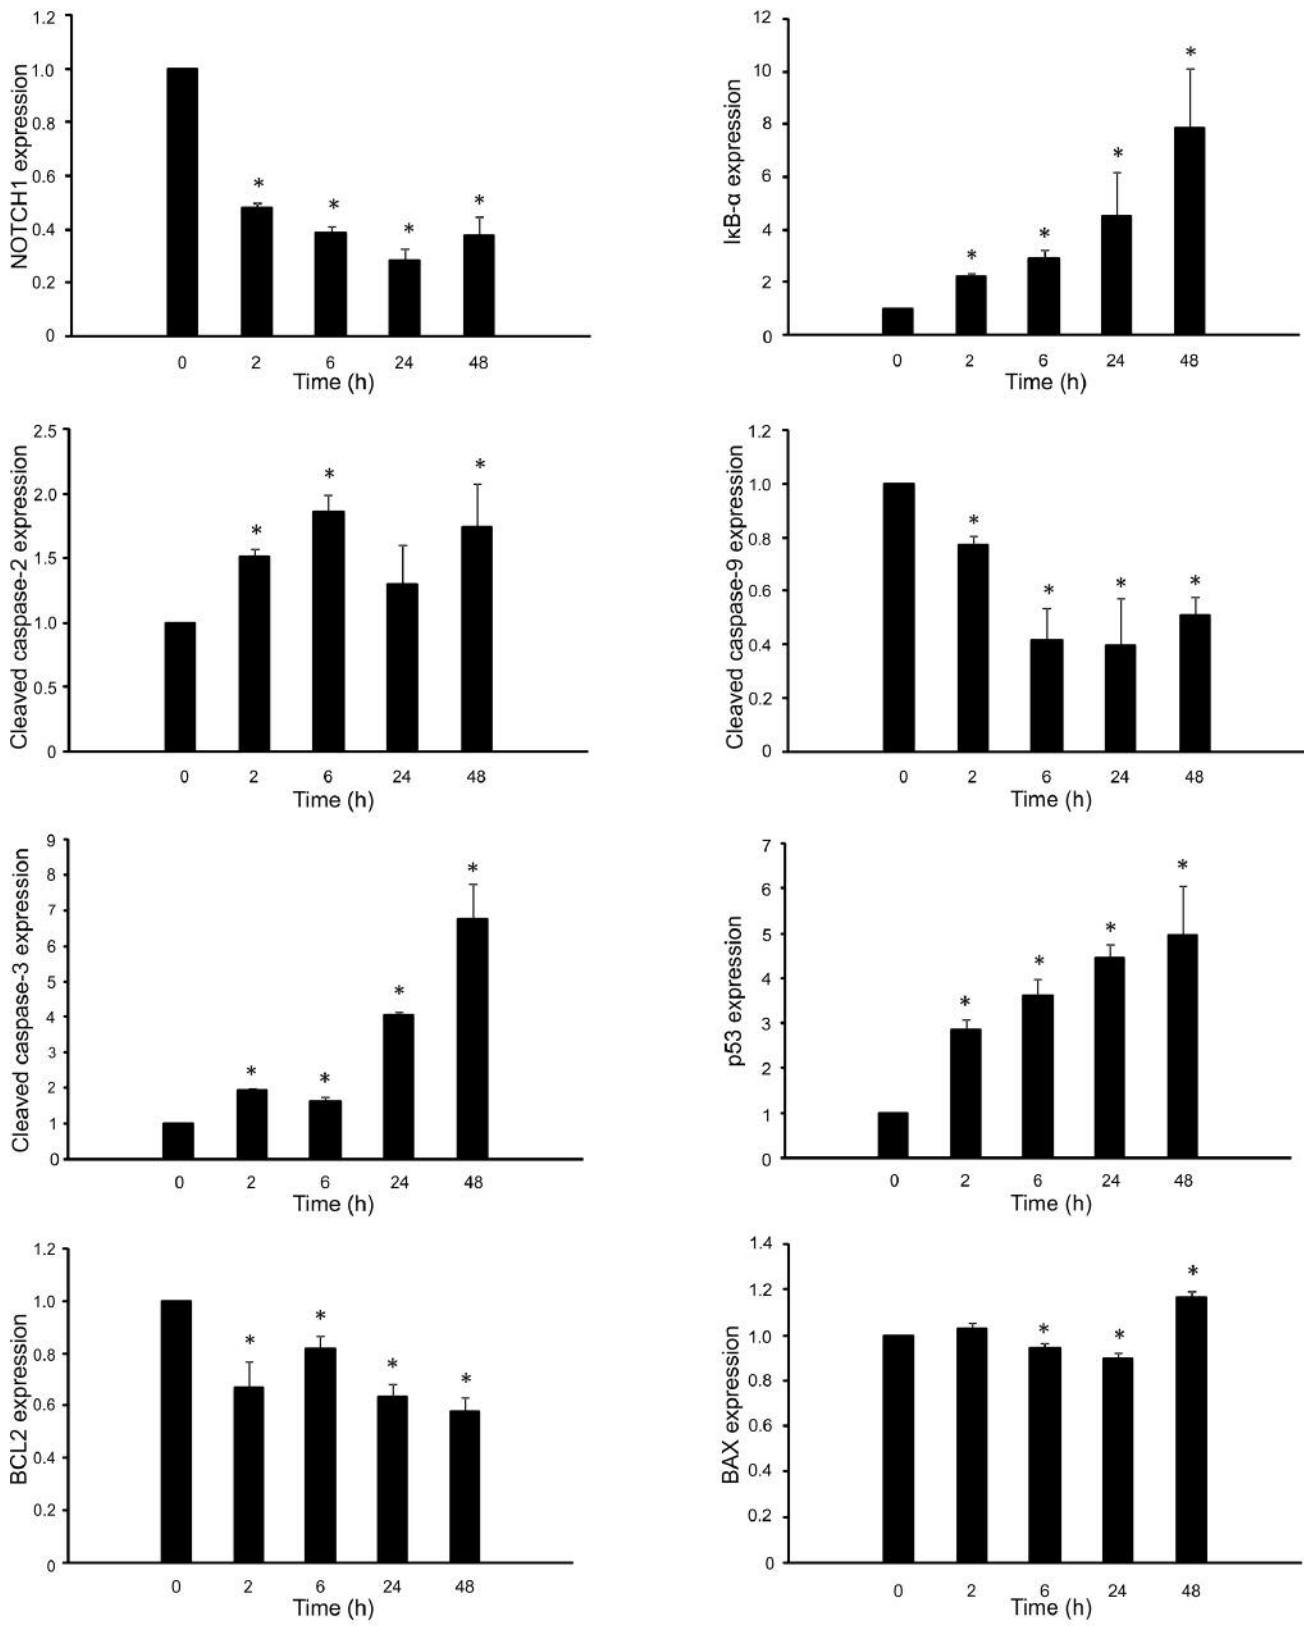 NOTCH1 expression
1.2
1.0
0.8
0.6
0.4
0.2
0
* * * *
0 2 6 24 48
Time (h)
IκB-α expression
12
10
8
6
4
2
0
* * * *
0 2 6 24 48
Time (h)
Cleaved caspase-2 expression
2.5
2.0
1.5
1.0
0.5
0
* * *
0 2 6 24 48
Time (h)
Cleaved caspase-9 expression
1.2
1.0
0.8
0.6
0.4
0.2
0
* * * *
0 2 6 24 48
Time (h)
Cleaved caspase-3 expression
9
8
7
6
5
4
3
2
1
0
* * * *
0 2 6 24 48
Time (h)
p53 expression
7
6
5
4
3
2
1
0
* * * *
0 2 6 24 48
Time (h)
BCL2 expression
1.2
1.0
0.8
0.6
0.4
0.2
0
* * * *
0 2 6 24 48
Time (h)
BAX expression
1.4
1.2
1.0
0.8
0.6
0.4
0.2
0
* * *
0 2 6 24 48
Time (h)